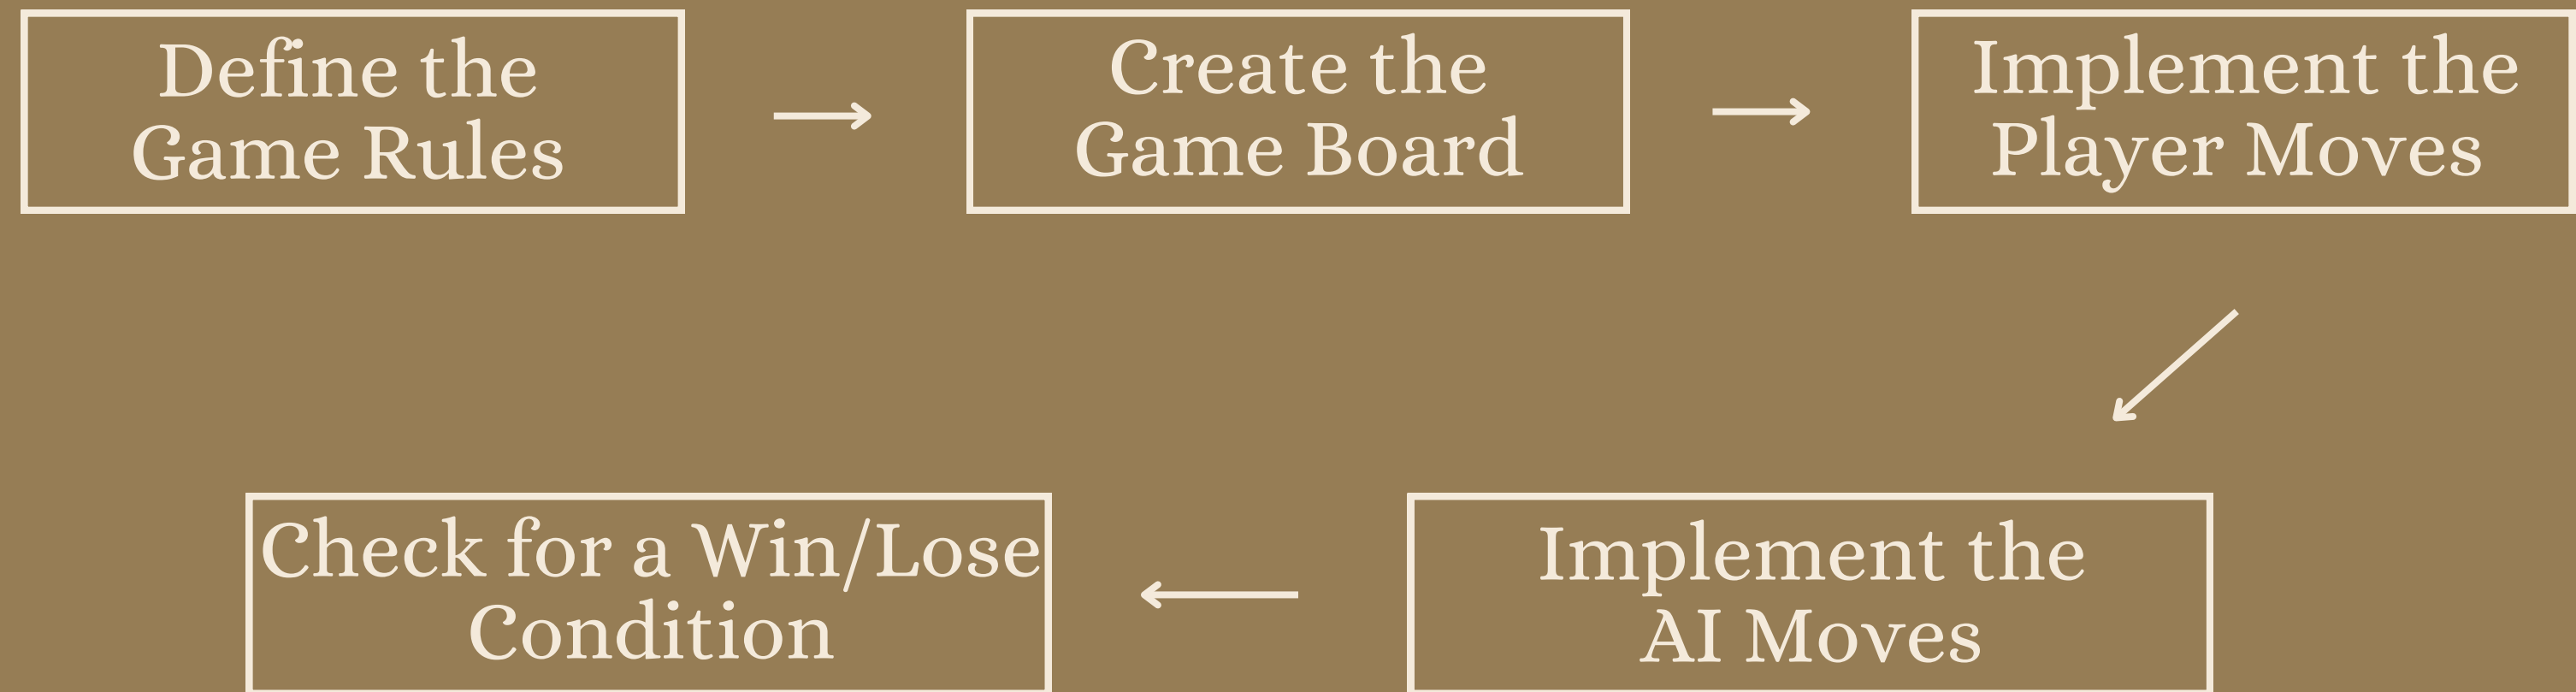 Define the
Game Rules
Create the
Game Board
Implement the
Player Moves
Implement the
AI Moves
Check for a Win/Lose
Condition